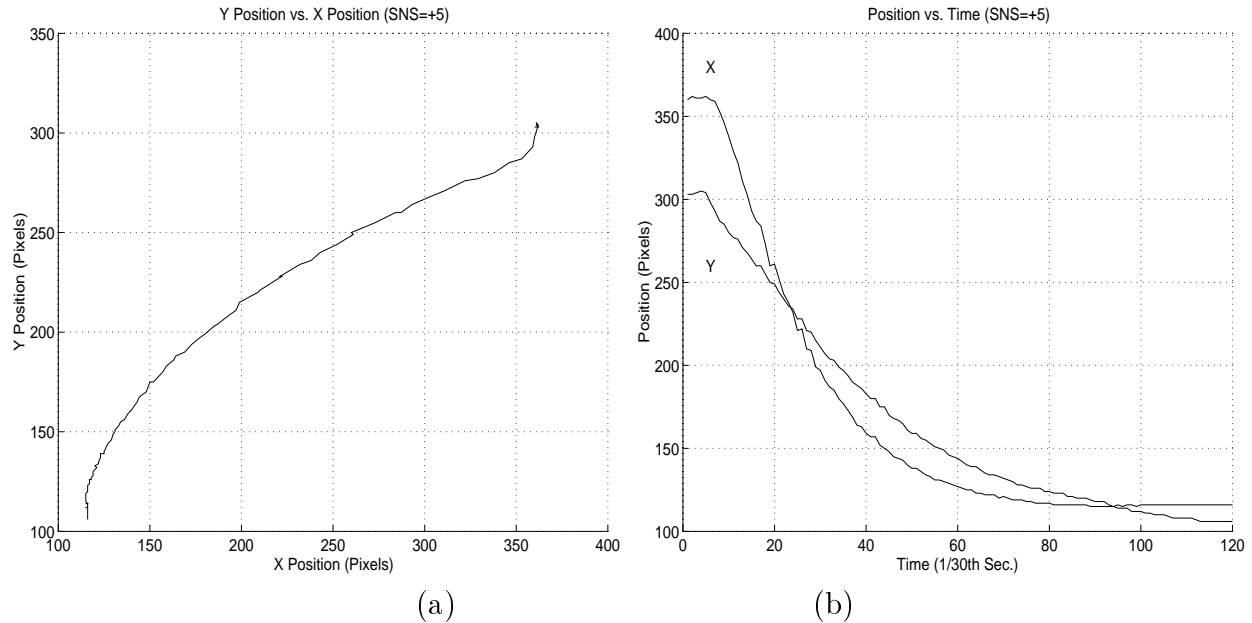 Y Position vs. X Position (SNS=+5)
350
300
250
200
150
100
Y Position (Pixels)
100 150 200 250 300 350 400
X Position (Pixels)
(a)
Position vs. Time (SNS=+5)
400
350
300
250
200
150
100
Position (Pixels)
X
Y
0 20 40 60 80 100 120
Time (1/30th Sec.)
(b)